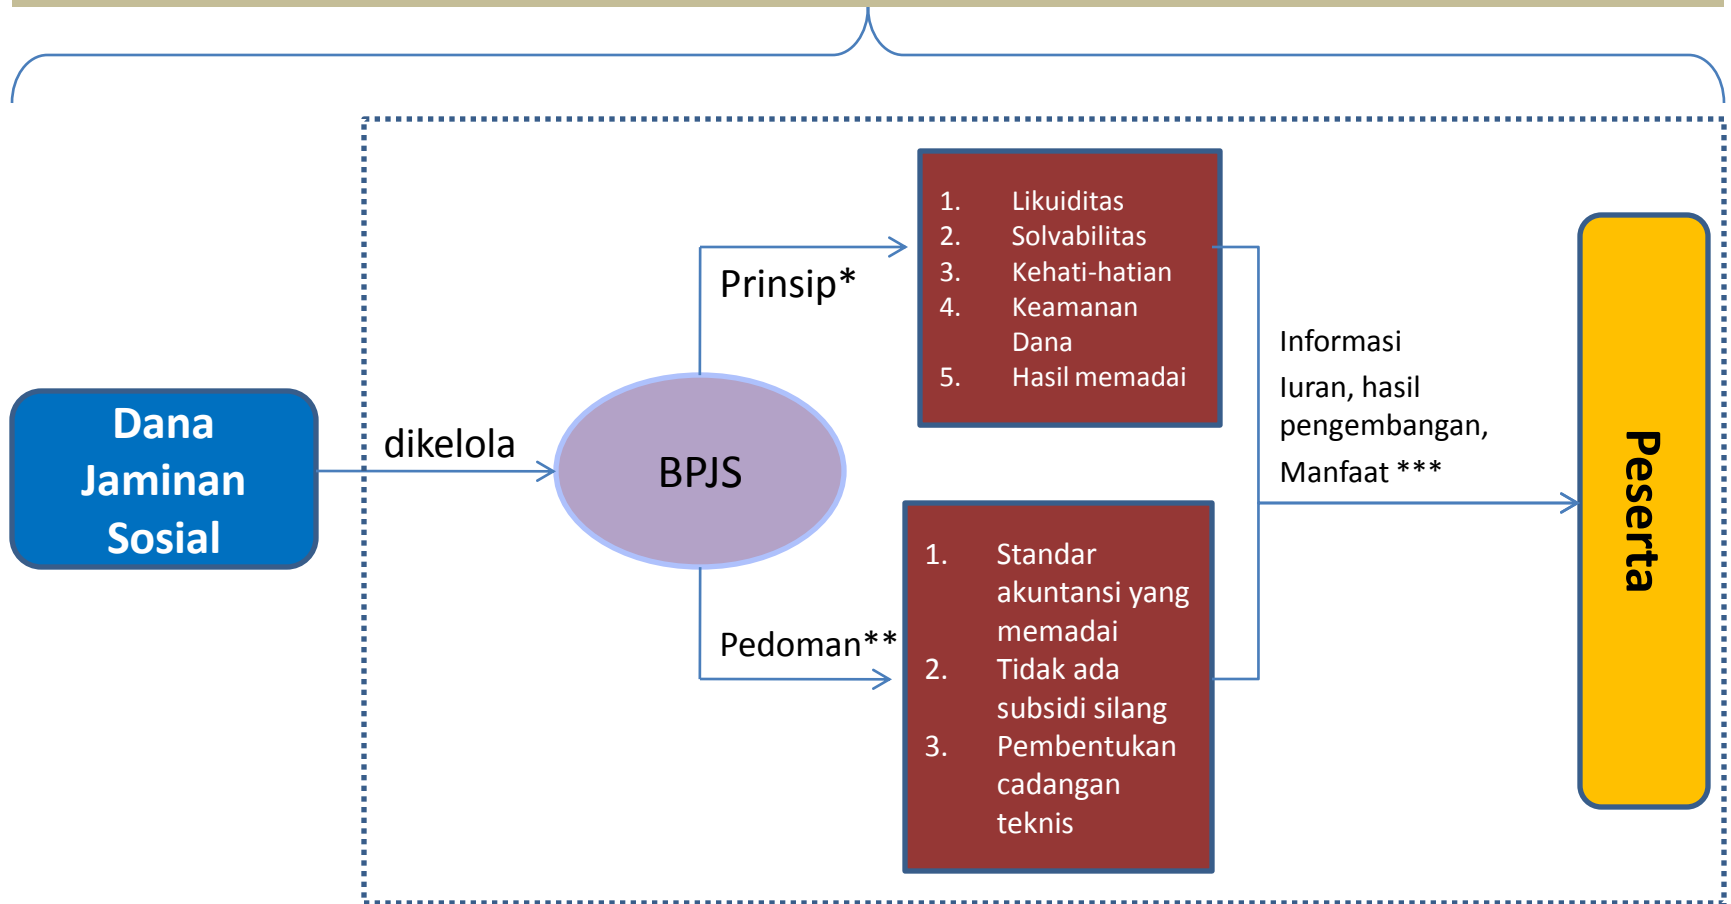 Dana
Jaminan
Sosial
dikelola
BPJS
Prinsip*
1. Likuiditas
2. Solvabilitas
3. Kehati-hatian
4. Keamanan
Dana
5. Hasil memadai
Pedoman**
1. Standar
akuntansi yang
memadai
2. Tidak ada
subsidi silang
3. Pembentukan
cadangan
teknis
Informasi
Iuran, hasil
pengembangan,
Manfaat ***
Peserta